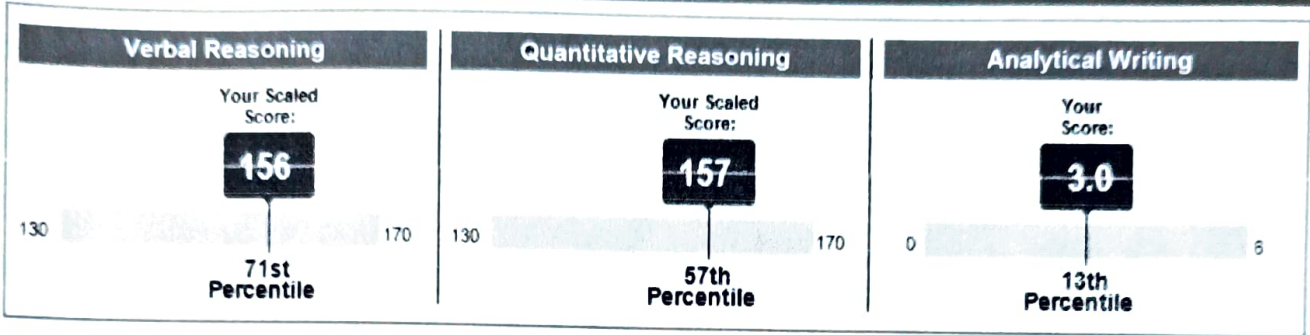 Verbal Reasoning
Your Scaled
Score:
156
130
170
71st
Percentile
Quantitative Reasoning
Your Scaled
Score:
157
130
170
57th
Percentile
Analytical Writing
Your
Score:
3.0
0
6
13th
Percentile